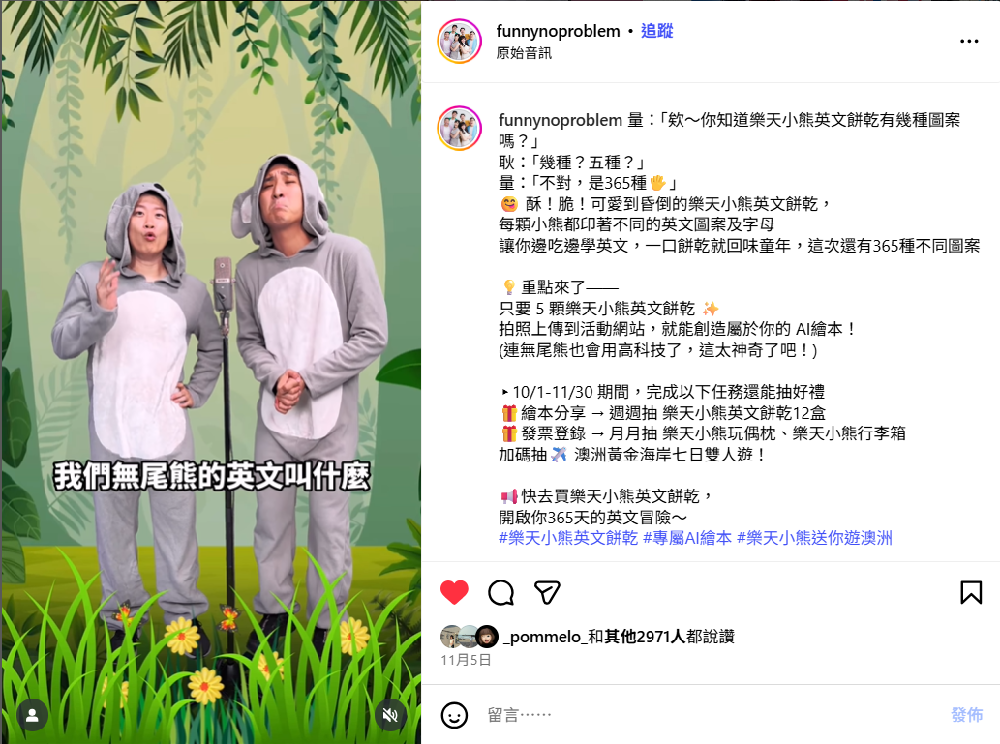 funnynoproblem • 追蹤
原始音訊
funnynoproblem 量：「欸～你知道樂天小熊英文餅乾有幾種圖案
嗎？」
耿：「幾種？五種？」
量：「不對，是365種🖐️」
😋 酥！脆！可愛到昏倒的樂天小熊英文餅乾，
每顆小熊都印著不同的英文圖案及字母
讓你邊吃邊學英文，一口餅乾就回味童年，這次還有365種不同圖案
💡重點來了——
只要 5 顆樂天小熊英文餅乾 ✨
拍照上傳到活動網站，就能創造屬於你的 AI繪本！
(連無尾熊也會用高科技了，這太神奇了吧！)
‣ 10/1-11/30 期間，完成以下任務還能抽好禮
🎁繪本分享 → 週週抽 樂天小熊英文餅乾12盒
🎁發票登錄 → 月月抽 樂天小熊玩偶枕、樂天小熊行李箱
加碼抽✈️ 澳洲黃金海岸七日雙人遊！
📢快去買樂天小熊英文餅乾，
開啟你365天的英文冒險～
#樂天小熊英文餅乾 #專屬AI繪本 #樂天小熊送你遊澳洲
我們無尾熊的英文叫什麼
_pommelo_和其他2971人都說讚
11月5日
留言……
發佈